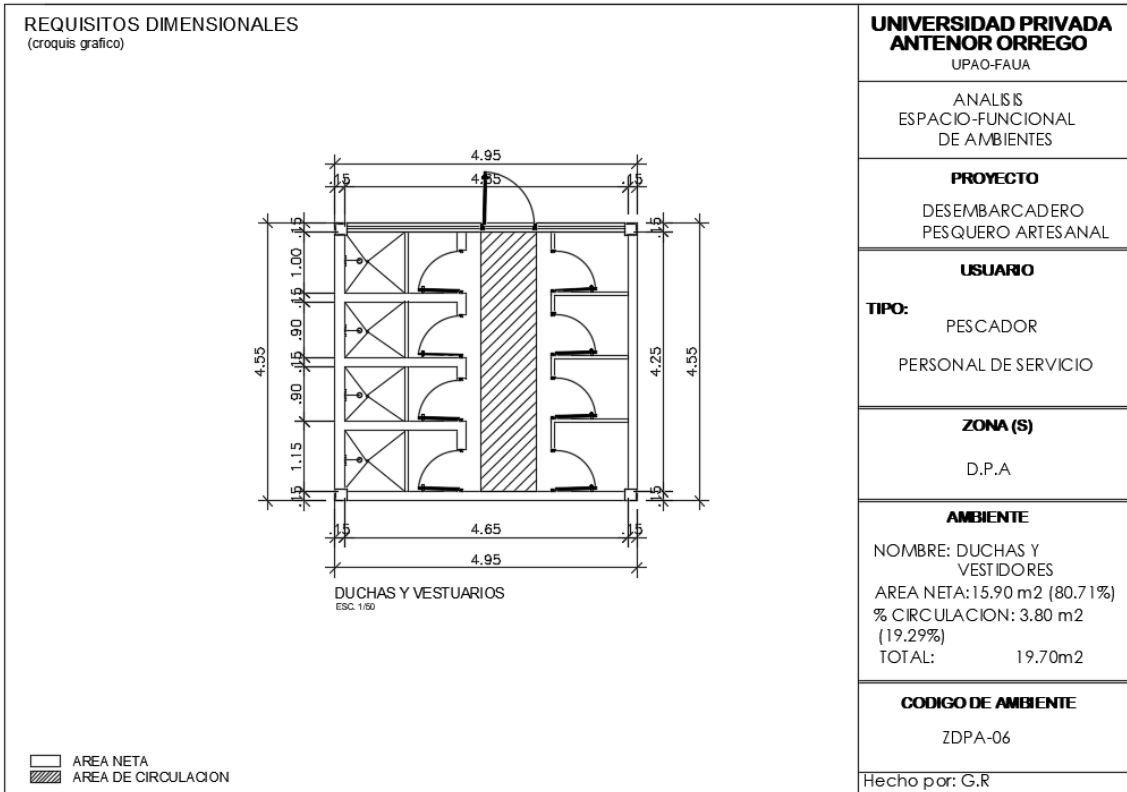 REQUISITOS DIMENSIONALES
(croquis grafico)
4.95
.15
4.65
.15
.15
1.00
.15
.90
.15
.90
1.15
.15
4.55
.15
4.25
.15
4.55
.15
4.65
.15
4.95
DUCHAS Y VESTUARIOS
ESC. 1/50
AREA NETA
AREA DE CIRCULACION
UNIVERSIDAD PRIVADA
ANTENOR ORREGO
UPAO-FAUA
ANALISIS
ESPACIO-FUNCIONAL
DE AMBIENTES
PROYECTO
DESEMBARCADERO
PESQUERO ARTESANAL
USUARIO
TIPO:
PESCADOR
PERSONAL DE SERVICIO
ZONA (S)
D.P.A
AMBIENTE
NOMBRE: DUCHAS Y
VESTIDORES
AREA NETA: 15.90 m2 (80.71%)
% CIRCULACION: 3.80 m2
(19.29%)
TOTAL: 19.70m2
CODIGO DE AMBIENTE
ZDPA-06
Hecho por: G.R